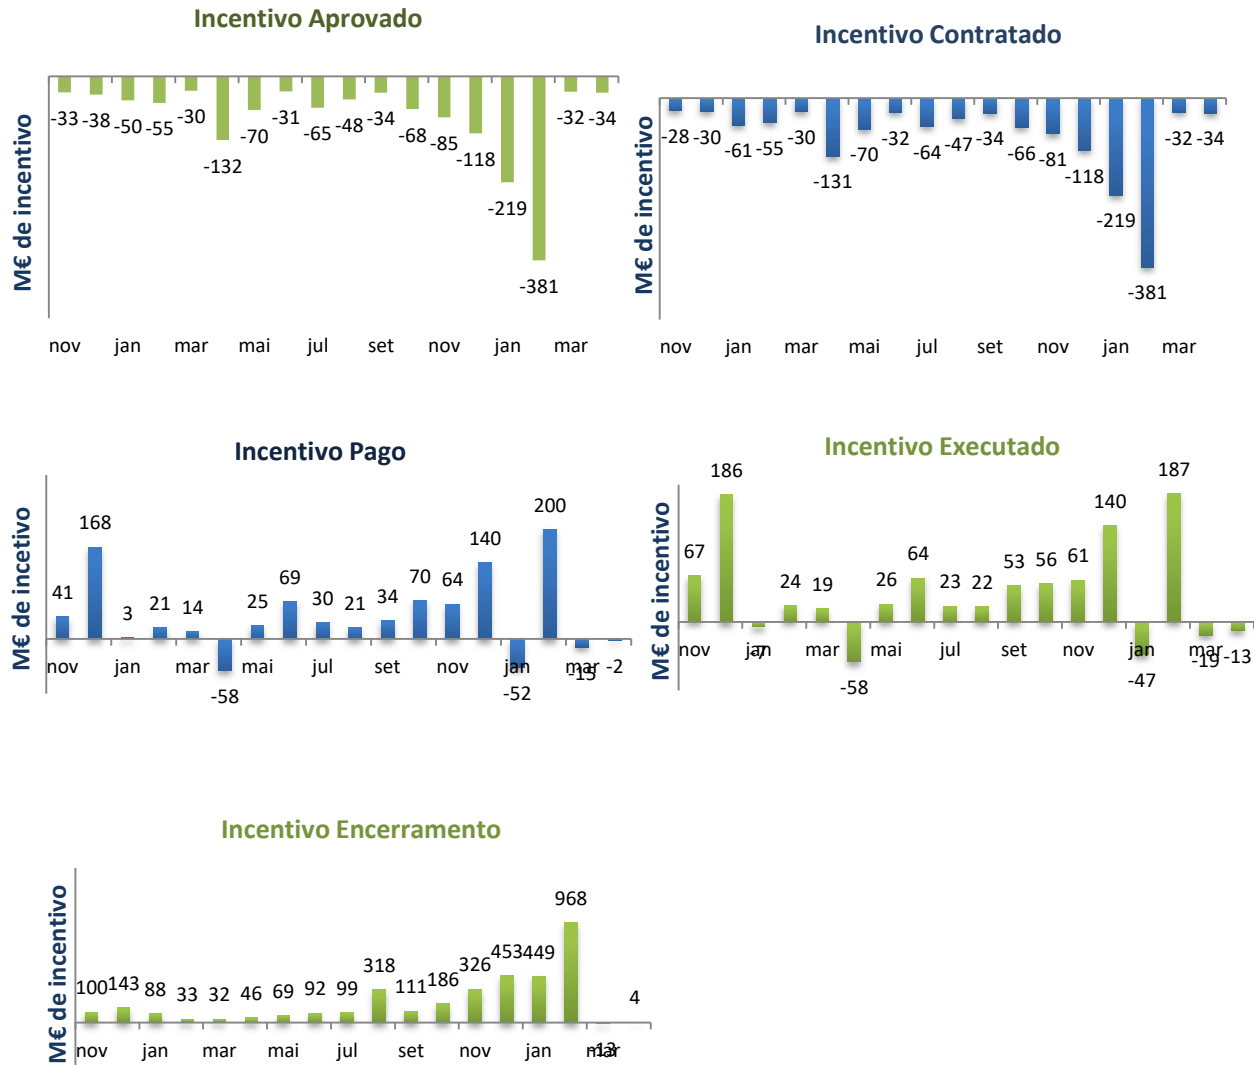 Incentivo Aprovado
M€ de incentivo
-33 -38 -50 -55 -30 -132 -70 -31 -65 -48 -34 -68 -85 -118 -219 -381 -32 -34
nov jan mar mai jul set nov jan mar
Incentivo Contratado
M€ de incentivo
-28 -30 -61 -55 -30 -131 -70 -32 -64 -47 -34 -66 -81 -118 -219 -381 -32 -34
nov jan mar mai jul set nov jan mar
Incentivo Pago
M€ de incetivo
41 168 3 21 14 -58 25 69 30 21 34 70 64 140 -52 200 -15 -2
nov jan mar mai jul set nov jan mar
Incentivo Executado
M€ de incentivo
67 186 -7 24 19 -58 26 64 23 22 53 56 61 140 -47 187 -19 -13
nov jan mar mai jul set nov jan mar
Incentivo Encerramento
M€ de incentivo
100 143 88 33 32 46 69 92 99 318 111 186 326 453 449 968 -13 4
nov jan mar mai jul set nov jan mar